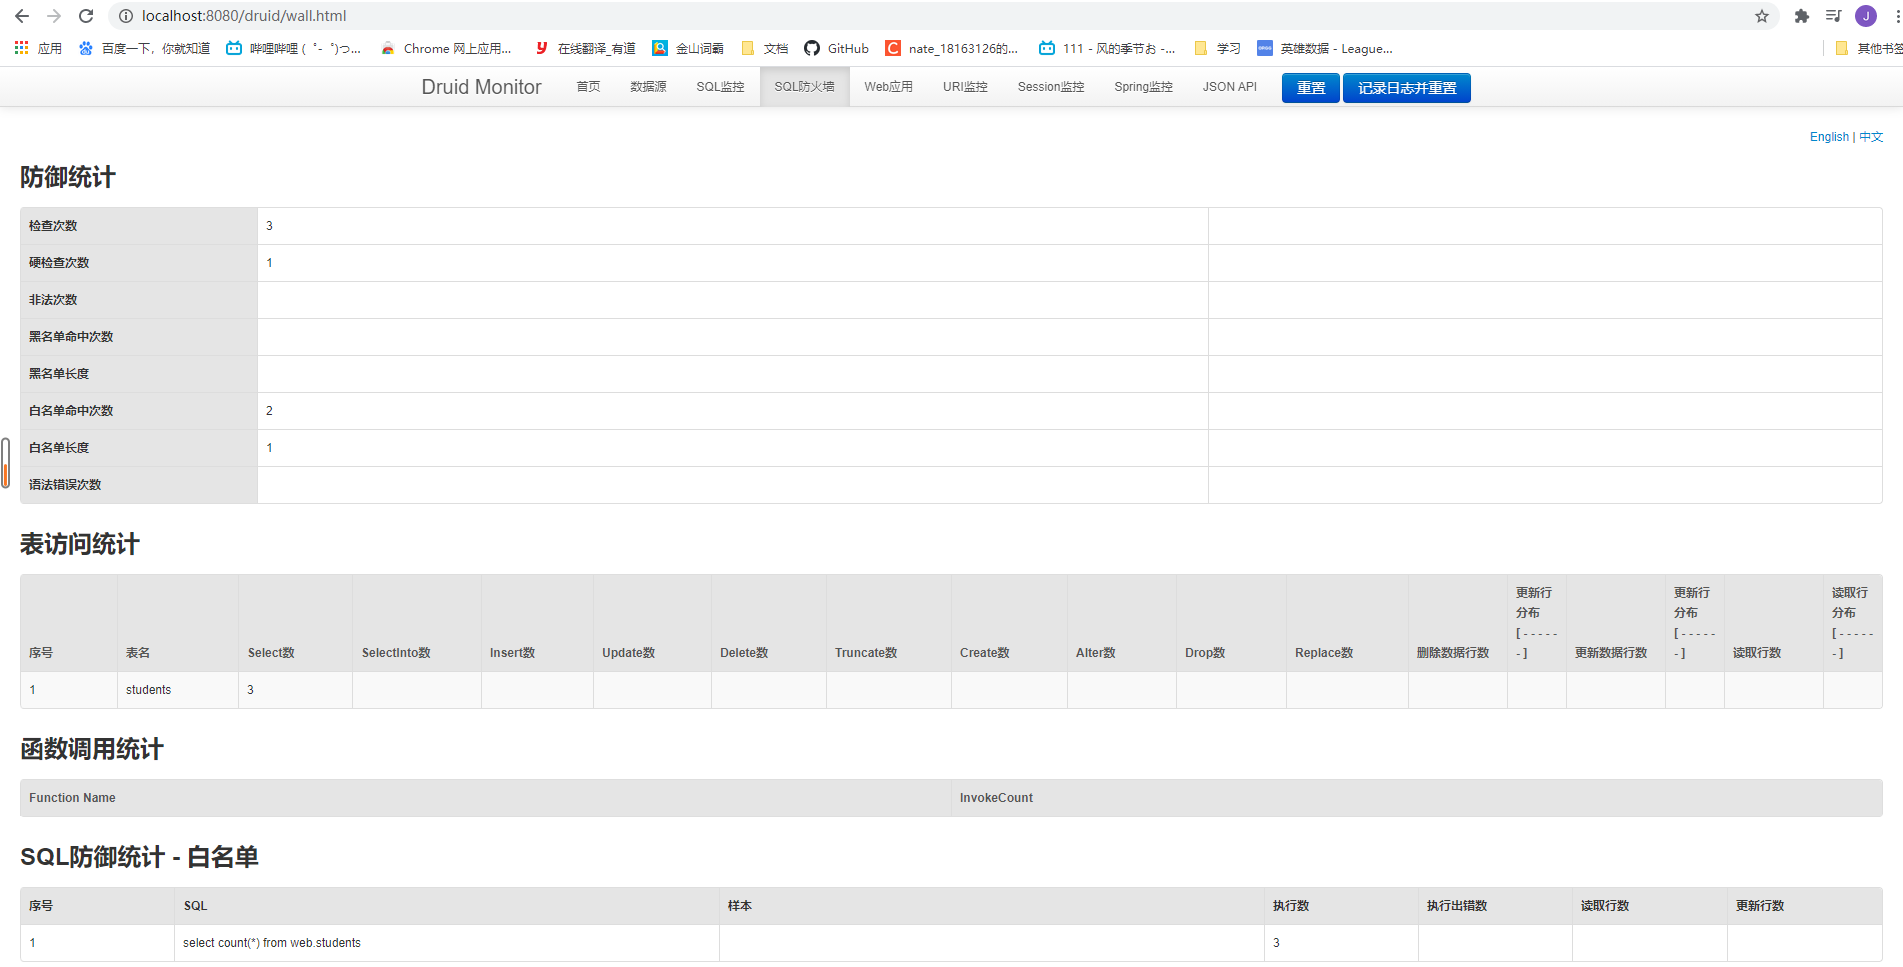 localhost:8080/druid/wall.html
应用 百度一下，你就知道 哔哩哔哩 ( ゜- ゜)つ... Chrome 网上应用... 在线翻译_有道 金山词霸 文档 GitHub nate_18163126的... 111 - 风的季节お -... 学习 英雄数据 - League... 其他书签
Druid Monitor 首页 数据源 SQL监控 SQL防火墙 Web应用 URI监控 Session监控 Spring监控 JSON API 重置 记录日志并重置
English | 中文
防御统计
检查次数 3
硬检查次数 1
非法次数
黑名单命中次数
黑名单长度
白名单命中次数 2
白名单长度 1
语法错误次数
表访问统计
序号 表名 Select数 SelectInto数 Insert数 Update数 Delete数 Truncate数 Create数 Alter数 Drop数 Replace数 删除数据行数 更新行分布 [ - - - - - - ] 更新数据行数 更新行分布 [ - - - - - - ] 读取行数 读取行分布 [ - - - - - - ]
1 students 3
函数调用统计
Function Name InvokeCount
SQL防御统计 - 白名单
序号 SQL 样本 执行数 执行出错数 读取行数 更新行数
1 select count(*) from web.students 3